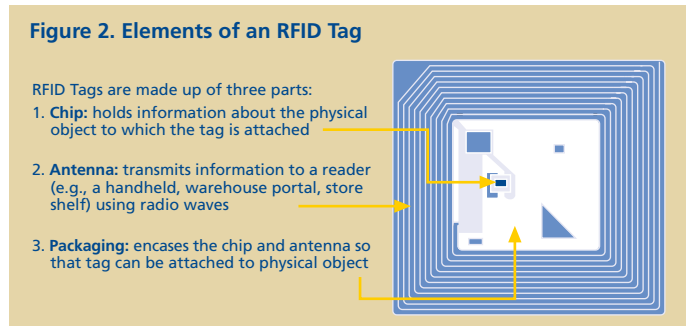 Figure 2. Elements of an RFID Tag
RFID Tags are made up of three parts:
1. Chip: holds information about the physical
object to which the tag is attached
2. Antenna: transmits information to a reader
(e.g., a handheld, warehouse portal, store
shelf) using radio waves
3. Packaging: encases the chip and antenna so
that tag can be attached to physical object